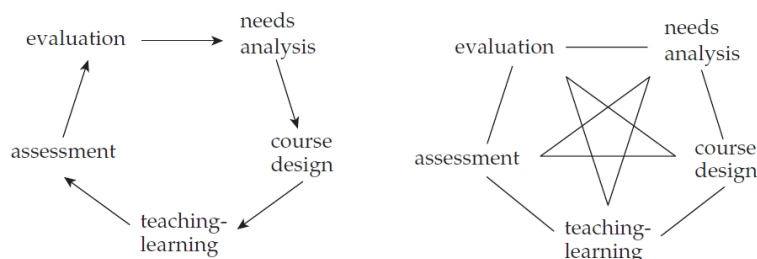 evaluation
needs
analysis
assessment
course
design
teaching-
learning
evaluation
needs
analysis
assessment
course
design
teaching-
learning